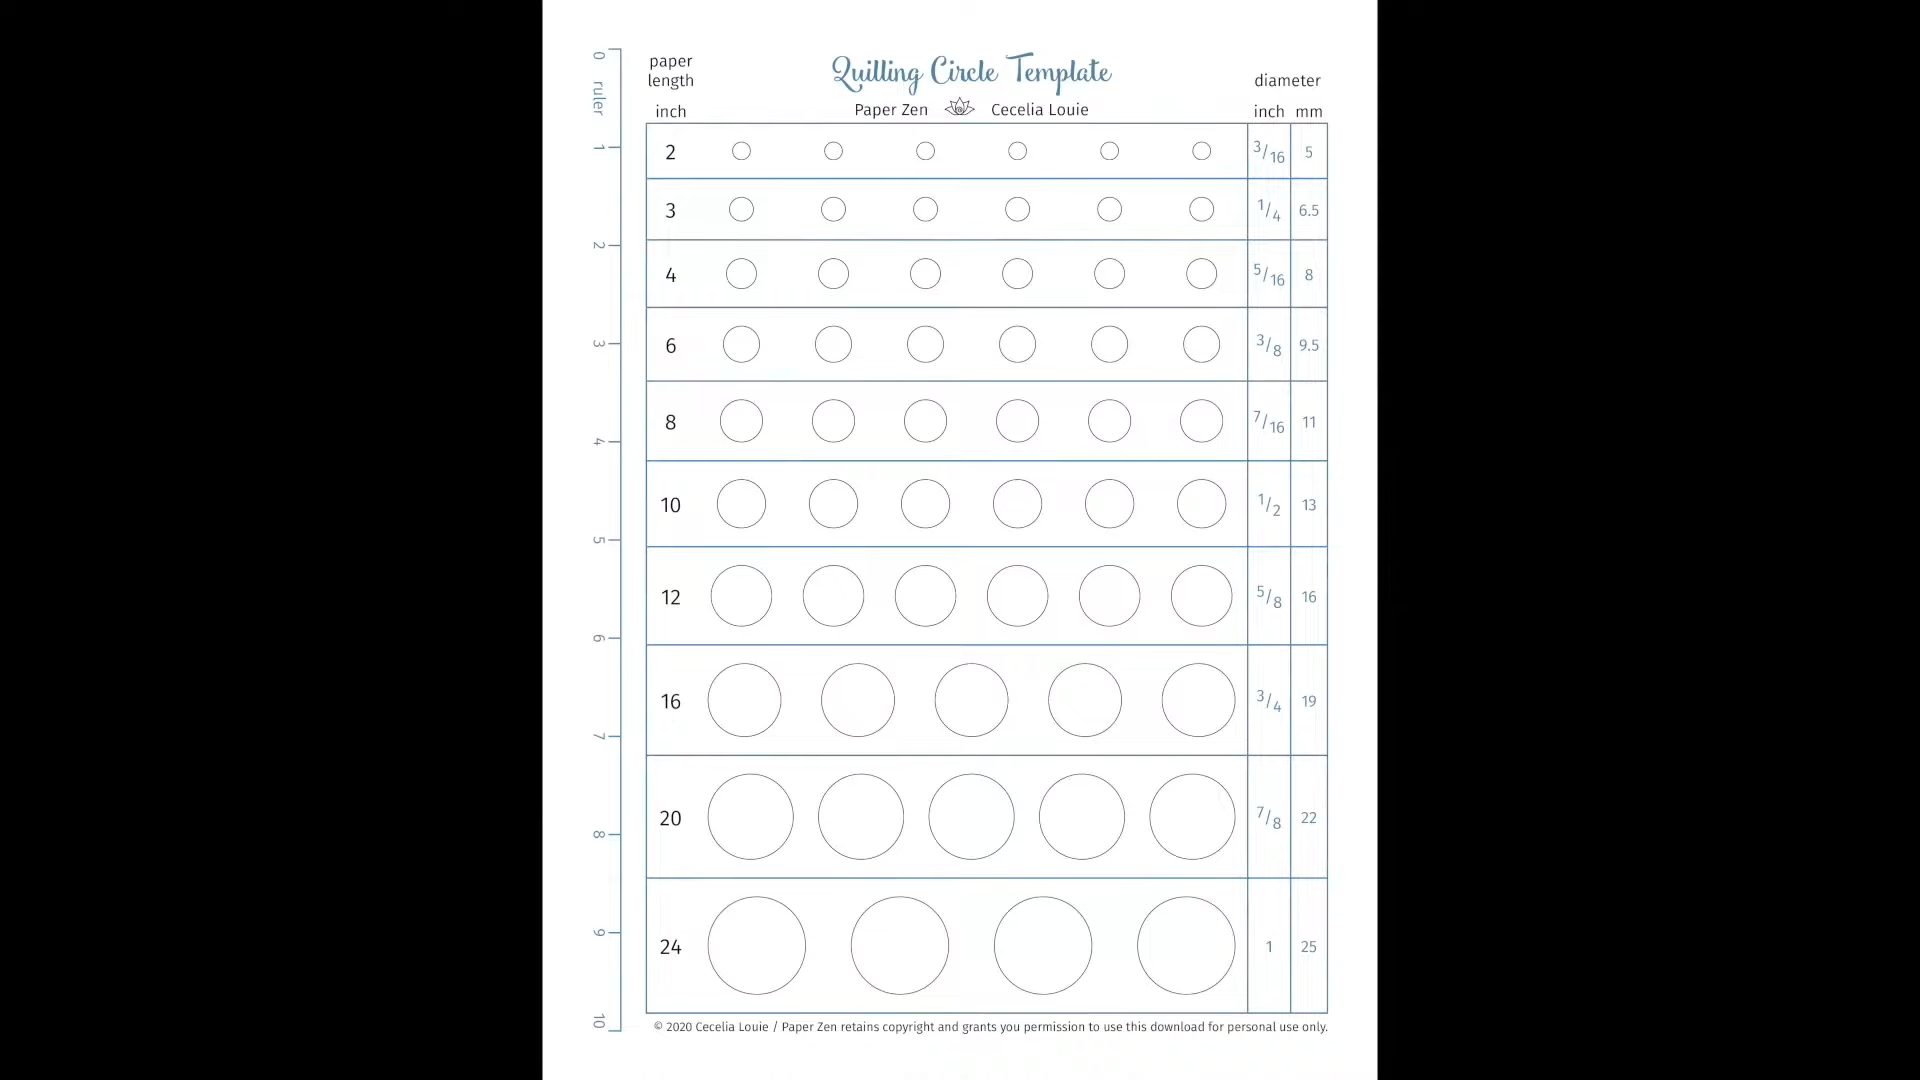 Quilling Circle Template
Paper Zen Cecelia Louie
paper
length
inch
diameter
inch mm
0 ruler 1 2 3 4 5 6 7 8 9 10
2 3/16 5
3 1/4 6.5
4 5/16 8
6 3/8 9.5
8 7/16 11
10 1/2 13
12 5/8 16
16 3/4 19
20 7/8 22
24 1 25
© 2020 Cecelia Louie / Paper Zen retains copyright and grants you permission to use this download for personal use only.